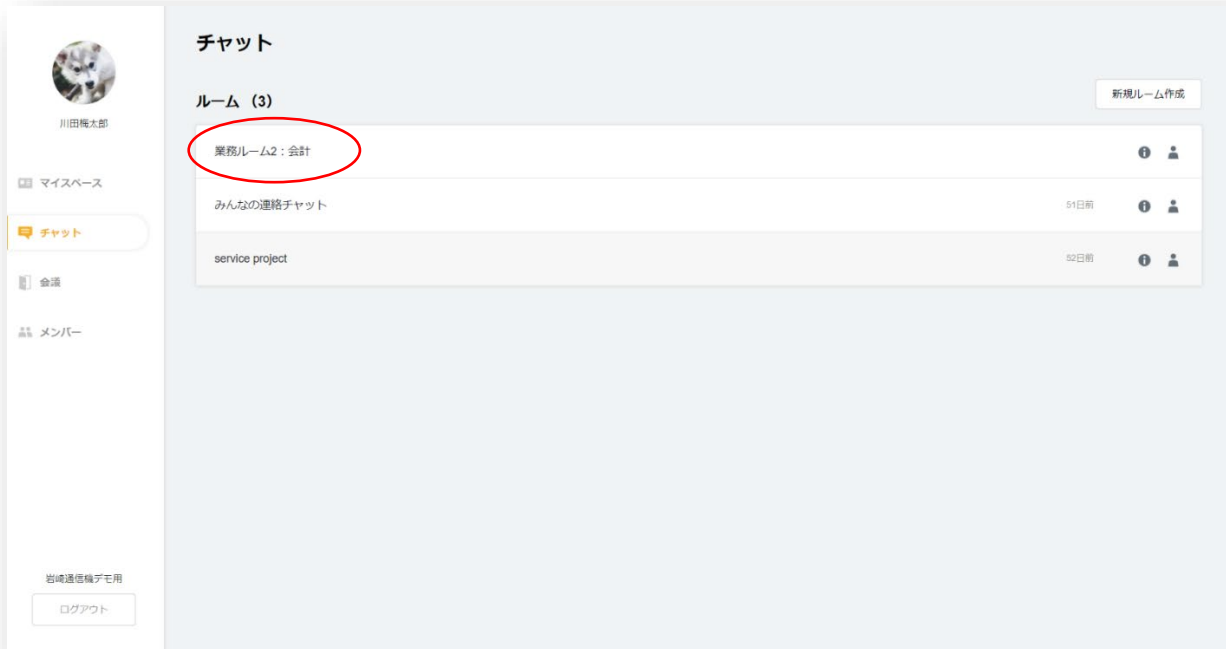 川田梅太郎
マイスペース
チャット
会議
メンバー
岩崎通信機デモ用
ログアウト
チャット
ルーム（3）
新規ルーム作成
業務ルーム2：会計
みんなの連絡チャット
51日前
service project
52日前